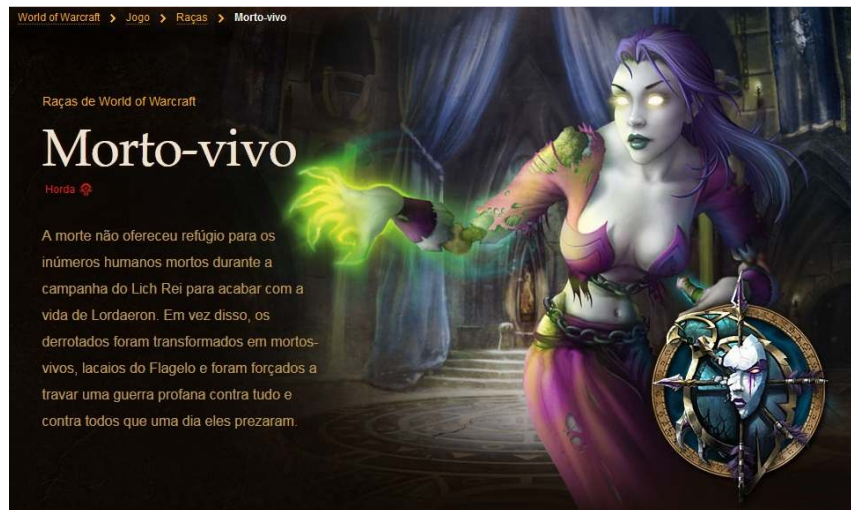 World of Warcraft > Jogo > Raças > Morto-vivo
Raças de World of Warcraft
Morto-vivo
Horda
A morte não ofereceu refúgio para os
inúmeros humanos mortos durante a
campanha do Lich Rei para acabar com a
vida de Lordaeron. Em vez disso, os
derrotados foram transformados em mortos-
vivos, lacaios do Flagelo e foram forçados a
travar uma guerra profana contra tudo e
contra todos que uma dia eles prezaram.